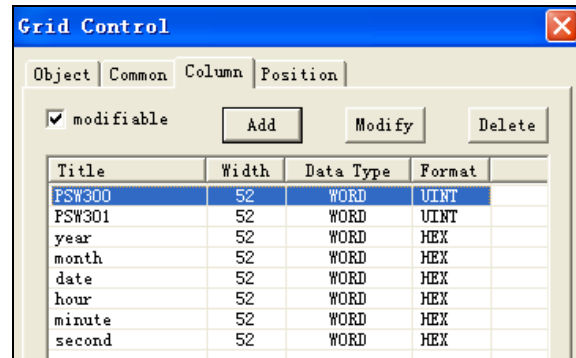 Grid Control
Object Common Column Position
modifiable Add Modify Delete
Title Width Data Type Format
PSW300 52 WORD UINT
PSW301 52 WORD UINT
year 52 WORD HEX
month 52 WORD HEX
date 52 WORD HEX
hour 52 WORD HEX
minute 52 WORD HEX
second 52 WORD HEX